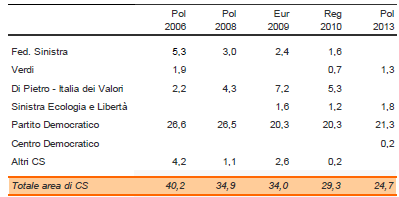 Pol Pol Eur Reg Pol
2006 2008 2009 2010 2013
Fed. Sinistra 5,3 3,0 2,4 1,6
Verdi 1,9 0,7 1,3
Di Pietro - Italia dei Valori 2,2 4,3 7,2 5,3
Sinistra Ecologia e Libertà 1,6 1,2 1,8
Partito Democratico 26,6 26,5 20,3 20,3 21,3
Centro Democratico 0,2
Altri CS 4,2 1,1 2,6 0,2
Totale area di CS 40,2 34,9 34,0 29,3 24,7